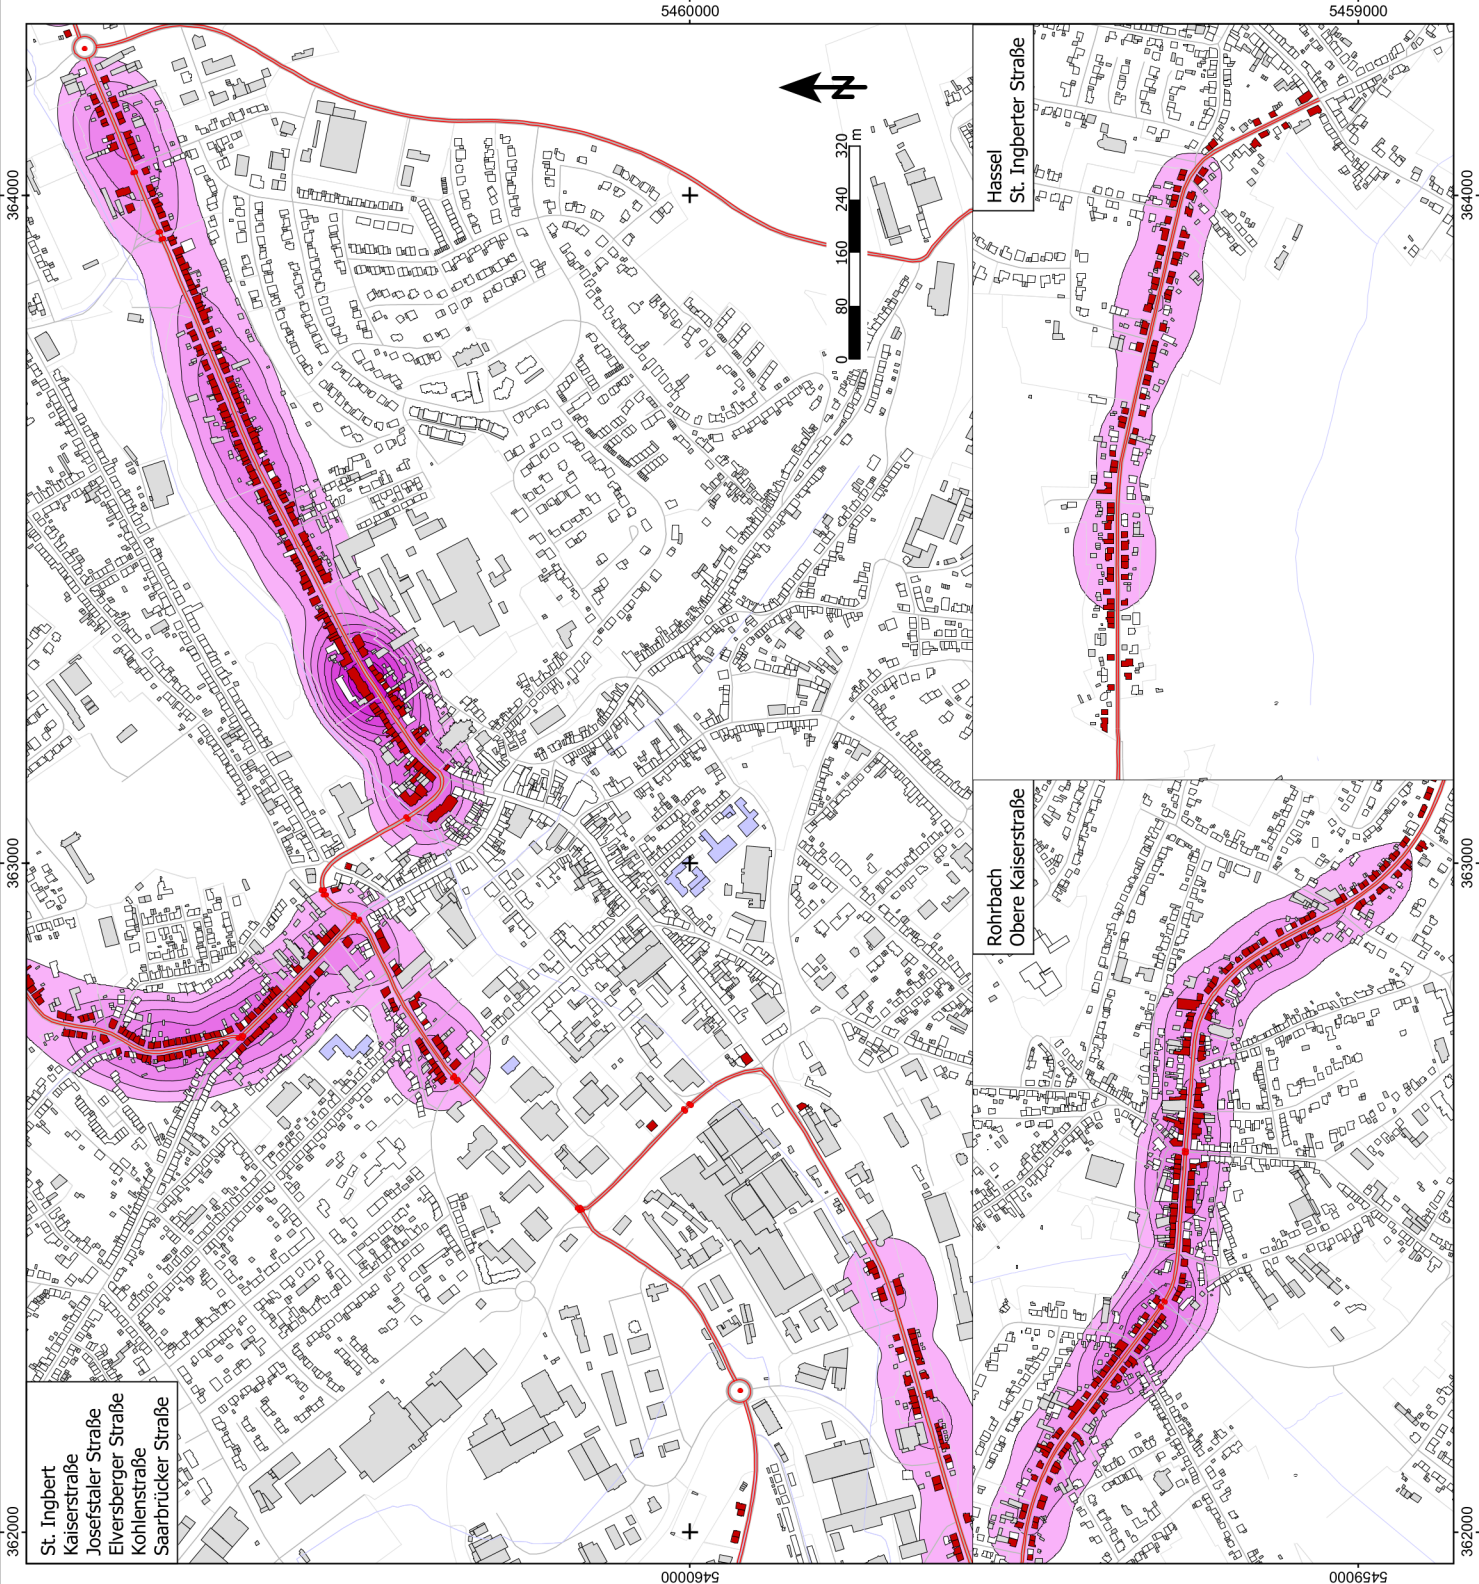 5460000
5459000
364000
364000
363000
363000
362000
362000
5460000
5459000
N
0 80 160 240 320 m
Hassel
St. Ingberter Straße
Rohrbach
Obere Kaiserstraße
St. Ingbert
Kaiserstraße
Josefstaler Straße
Elversberger Straße
Kohlenstraße
Saarbrücker Straße